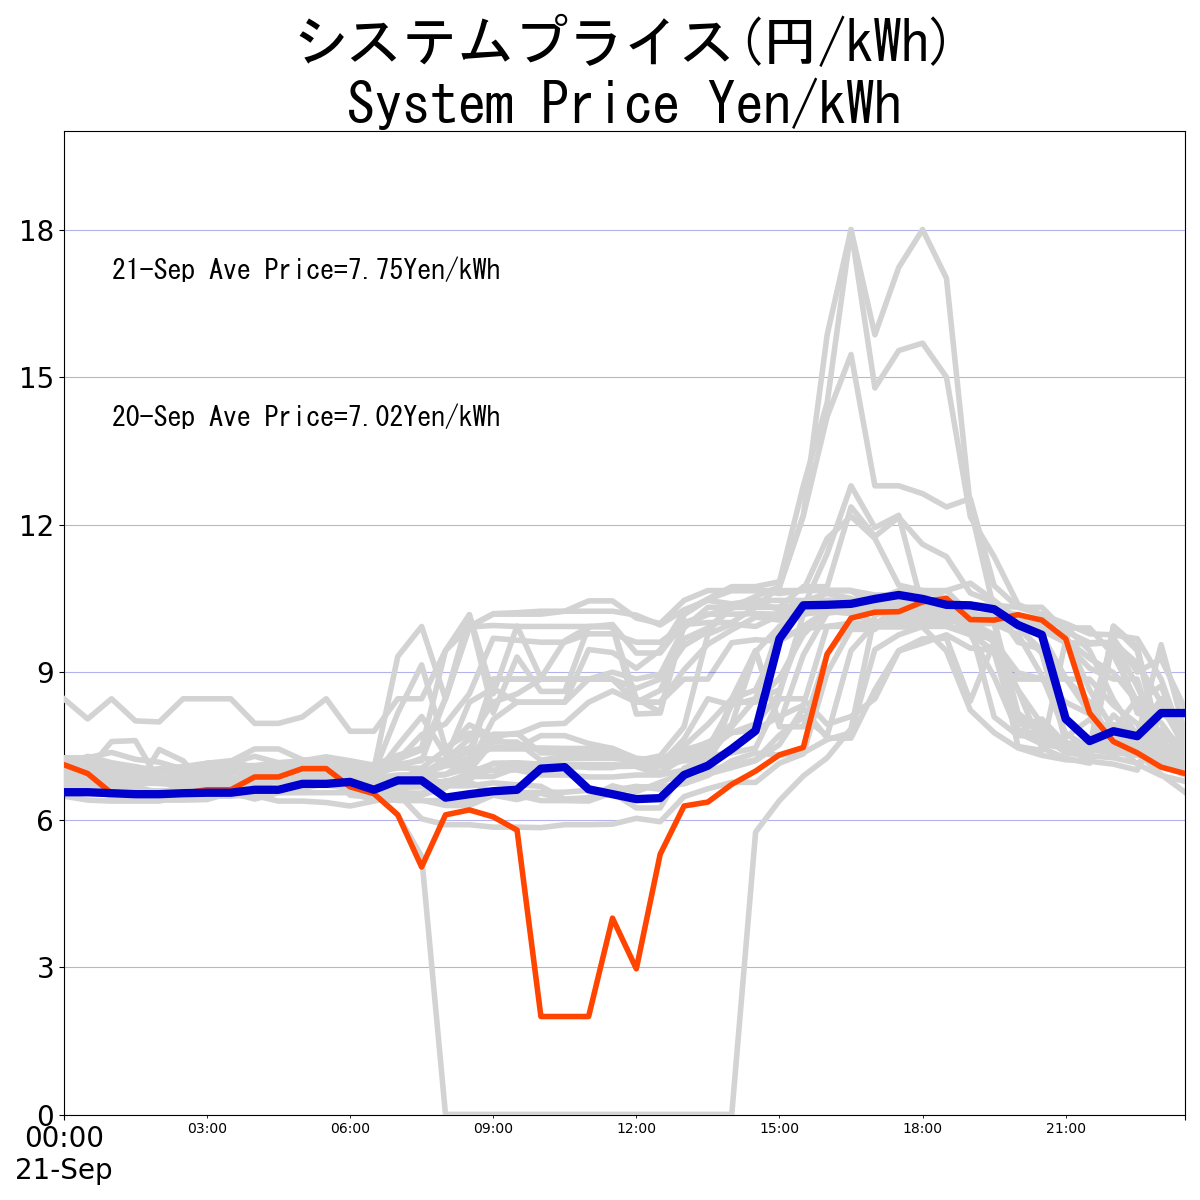 システムプライス(円/kWh)
System Price Yen/kWh
18
21-Sep Ave Price=7.75Yen/kWh
15
20-Sep Ave Price=7.02Yen/kWh
12
9
6
3
0
00:00 03:00 06:00 09:00 12:00 15:00 18:00 21:00
21-Sep